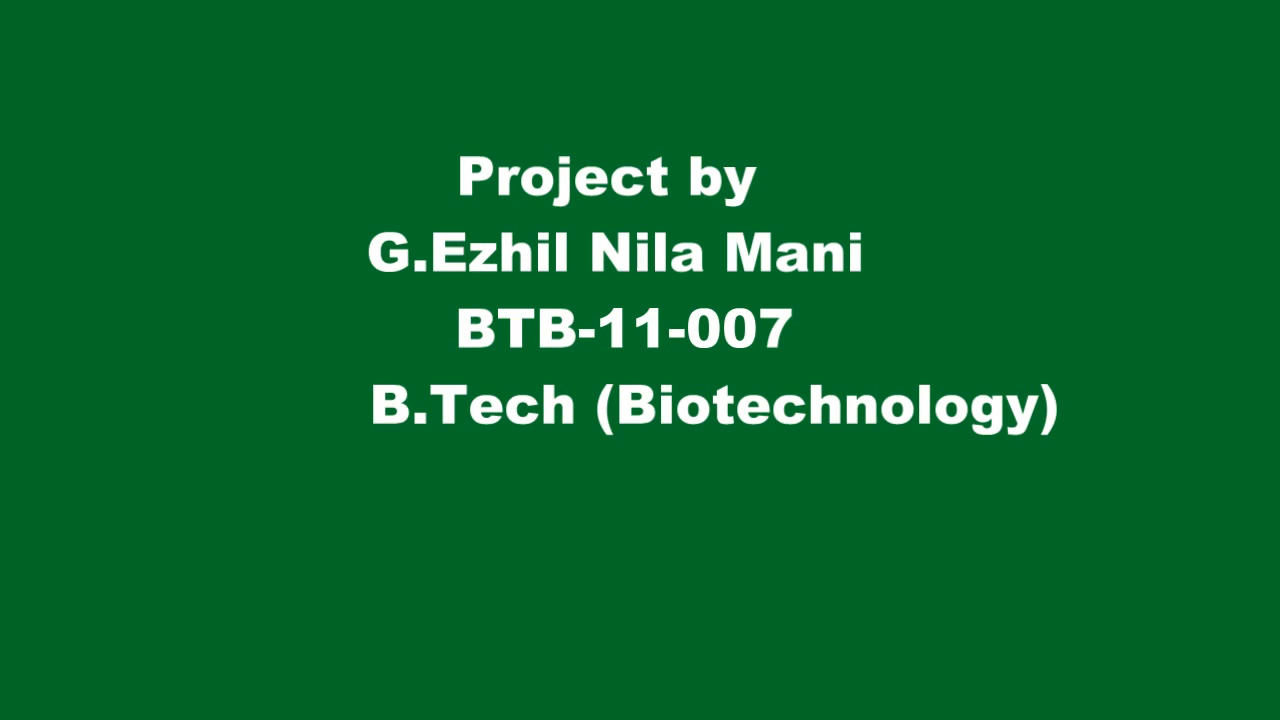 Project by
G.Ezhil Nila Mani
BTB-11-007
B.Tech (Biotechnology)